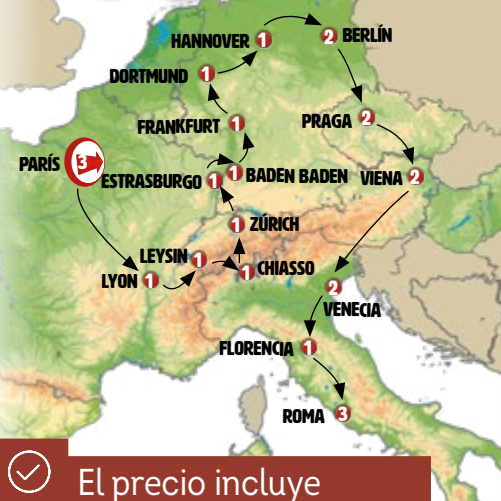 HANNOVER 1
2 BERLÍN
DORTMUND 1
FRANKFURT 1
PRAGA 2
PARÍS 3
ESTRASBURGO 1
1 BADEN BADEN
VIENA 2
1 ZÚRICH
LEYSIN 1
LYON 1
1 CHIASSO
2
VENECIA
FLORENCIA 1
ROMA 3
El precio incluye